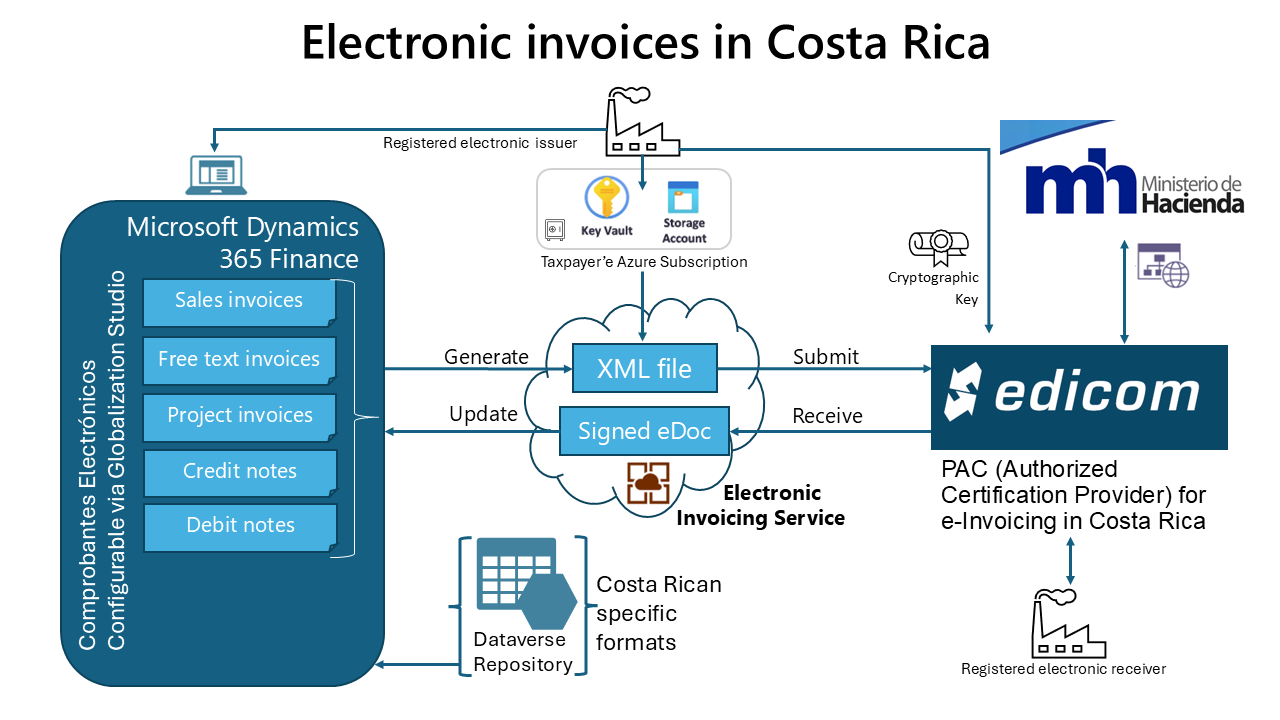 Electronic invoices in Costa Rica
Registered electronic issuer
mh
Ministerio de
Hacienda
Key Vault
Storage
Account
Taxpayer’e Azure Subscription
Cryptographic
Key
Microsoft Dynamics
365 Finance
Comprobantes Electrónicos
Configurable via Globalization Studio
Sales invoices
Free text invoices
Project invoices
Credit notes
Debit notes
Generate
XML file
Submit
Update
Signed eDoc
Receive
Electronic
Invoicing Service
edicom
PAC (Authorized
Certification Provider) for
e-Invoicing in Costa Rica
Dataverse
Repository
Costa Rican
specific
formats
Registered electronic receiver